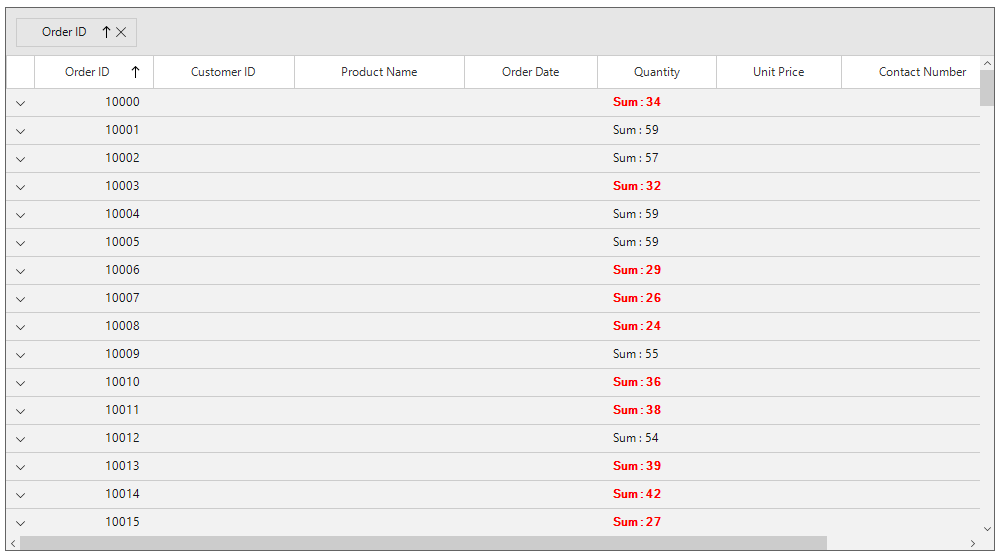 Order ID
Order ID Customer ID Product Name Order Date Quantity Unit Price Contact Number
10000 Sum : 34
10001 Sum : 59
10002 Sum : 57
10003 Sum : 32
10004 Sum : 59
10005 Sum : 59
10006 Sum : 29
10007 Sum : 26
10008 Sum : 24
10009 Sum : 55
10010 Sum : 36
10011 Sum : 38
10012 Sum : 54
10013 Sum : 39
10014 Sum : 42
10015 Sum : 27